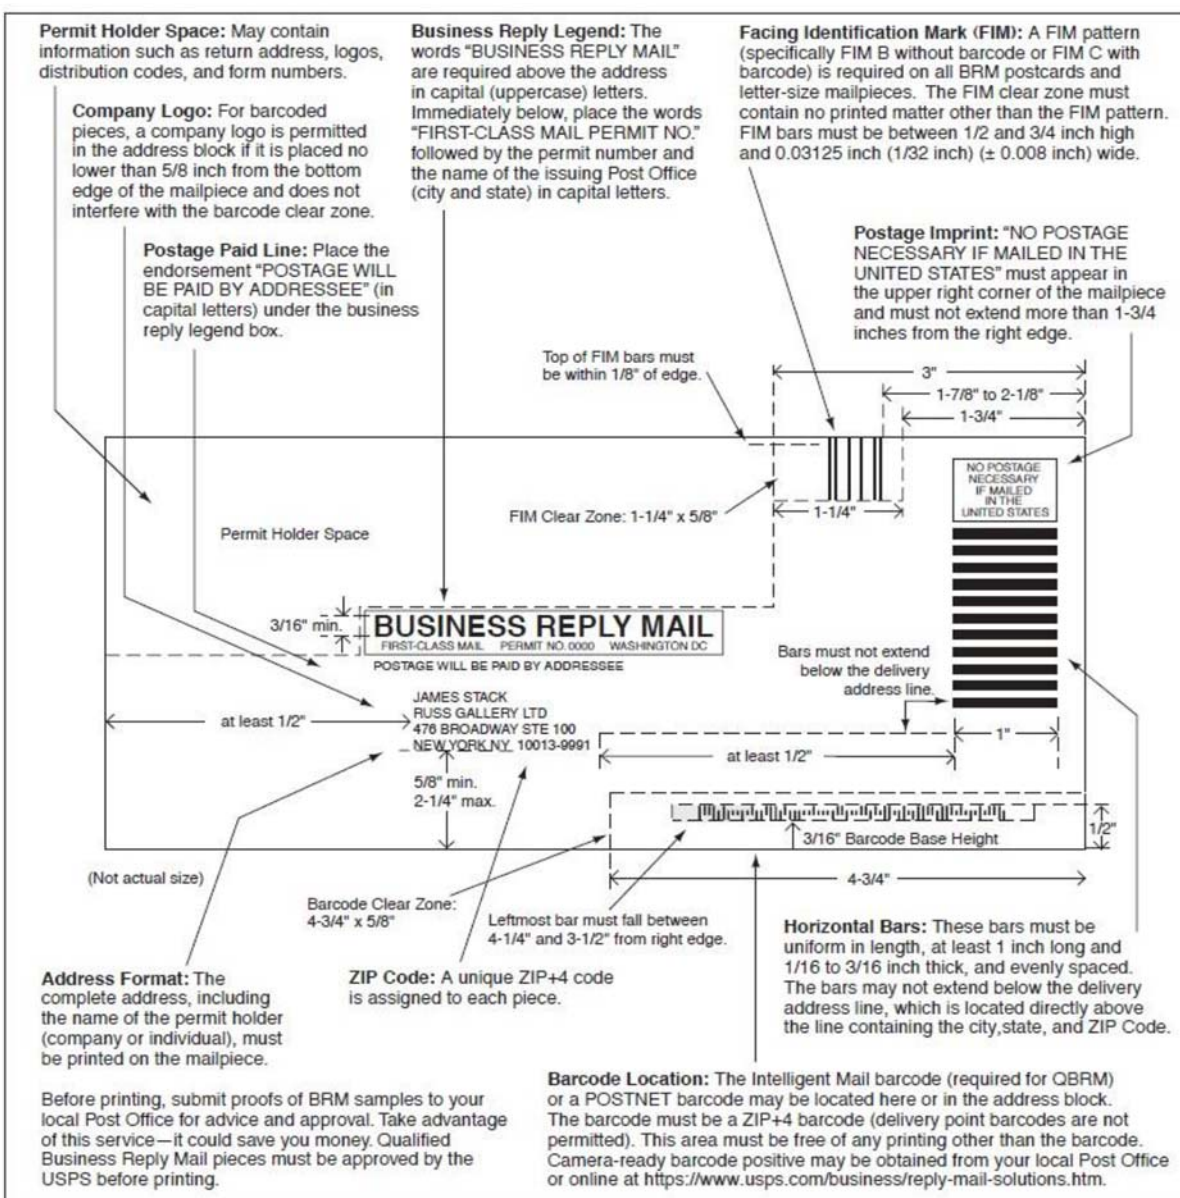 Permit Holder Space: May contain
information such as return address, logos,
distribution codes, and form numbers.
Company Logo: For barcoded
pieces, a company logo is permitted
in the address block if it is placed no
lower than 5/8 inch from the bottom
edge of the mailpiece and does not
interfere with the barcode clear zone.
Postage Paid Line: Place the
endorsement “POSTAGE WILL
BE PAID BY ADDRESSEE” (in
capital letters) under the business
reply legend box.
Business Reply Legend: The
words “BUSINESS REPLY MAIL”
are required above the address
in capital (uppercase) letters.
Immediately below, place the words
“FIRST-CLASS MAIL PERMIT NO.”
followed by the permit number and
the name of the issuing Post Office
(city and state) in capital letters.
Facing Identification Mark (FIM): A FIM pattern
(specifically FIM B without barcode or FIM C with
barcode) is required on all BRM postcards and
letter-size mailpieces. The FIM clear zone must
contain no printed matter other than the FIM pattern.
FIM bars must be between 1/2 and 3/4 inch high
and 0.03125 inch (1/32 inch) (± 0.008 inch) wide.
Postage Imprint: “NO POSTAGE
NECESSARY IF MAILED IN THE
UNITED STATES” must appear in
the upper right corner of the mailpiece
and must not extend more than 1-3/4
inches from the right edge.
Top of FIM bars must
be within 1/8" of edge.
3"
1-7/8" to 2-1/8"
1-3/4"
NO POSTAGE
NECESSARY
IF MAILED
IN THE
UNITED STATES
FIM Clear Zone: 1-1/4" x 5/8"
1-1/4"
Permit Holder Space
3/16" min.
BUSINESS REPLY MAIL
FIRST-CLASS MAIL PERMIT NO. 0000 WASHINGTON DC
POSTAGE WILL BE PAID BY ADDRESSEE
Bars must not extend
below the delivery
address line.
JAMES STACK
RUSS GALLERY LTD
476 BROADWAY STE 100
NEW YORK NY 10013-9991
at least 1/2"
at least 1/2"
1"
5/8" min.
2-1/4" max.
3/16" Barcode Base Height
1/2"
4-3/4"
(Not actual size)
Barcode Clear Zone:
4-3/4" x 5/8"
Leftmost bar must fall between
4-1/4" and 3-1/2" from right edge.
Horizontal Bars: These bars must be
uniform in length, at least 1 inch long and
1/16 to 3/16 inch thick, and evenly spaced.
The bars may not extend below the delivery
address line, which is located directly above
the line containing the city,state, and ZIP Code.
Address Format: The
complete address, including
the name of the permit holder
(company or individual), must
be printed on the mailpiece.
ZIP Code: A unique ZIP+4 code
is assigned to each piece.
Before printing, submit proofs of BRM samples to your
local Post Office for advice and approval. Take advantage
of this service—it could save you money. Qualified
Business Reply Mail pieces must be approved by the
USPS before printing.
Barcode Location: The Intelligent Mail barcode (required for QBRM)
or a POSTNET barcode may be located here or in the address block.
The barcode must be a ZIP+4 barcode (delivery point barcodes are not
permitted). This area must be free of any printing other than the barcode.
Camera-ready barcode positive may be obtained from your local Post Office
or online at https://www.usps.com/business/reply-mail-solutions.htm.